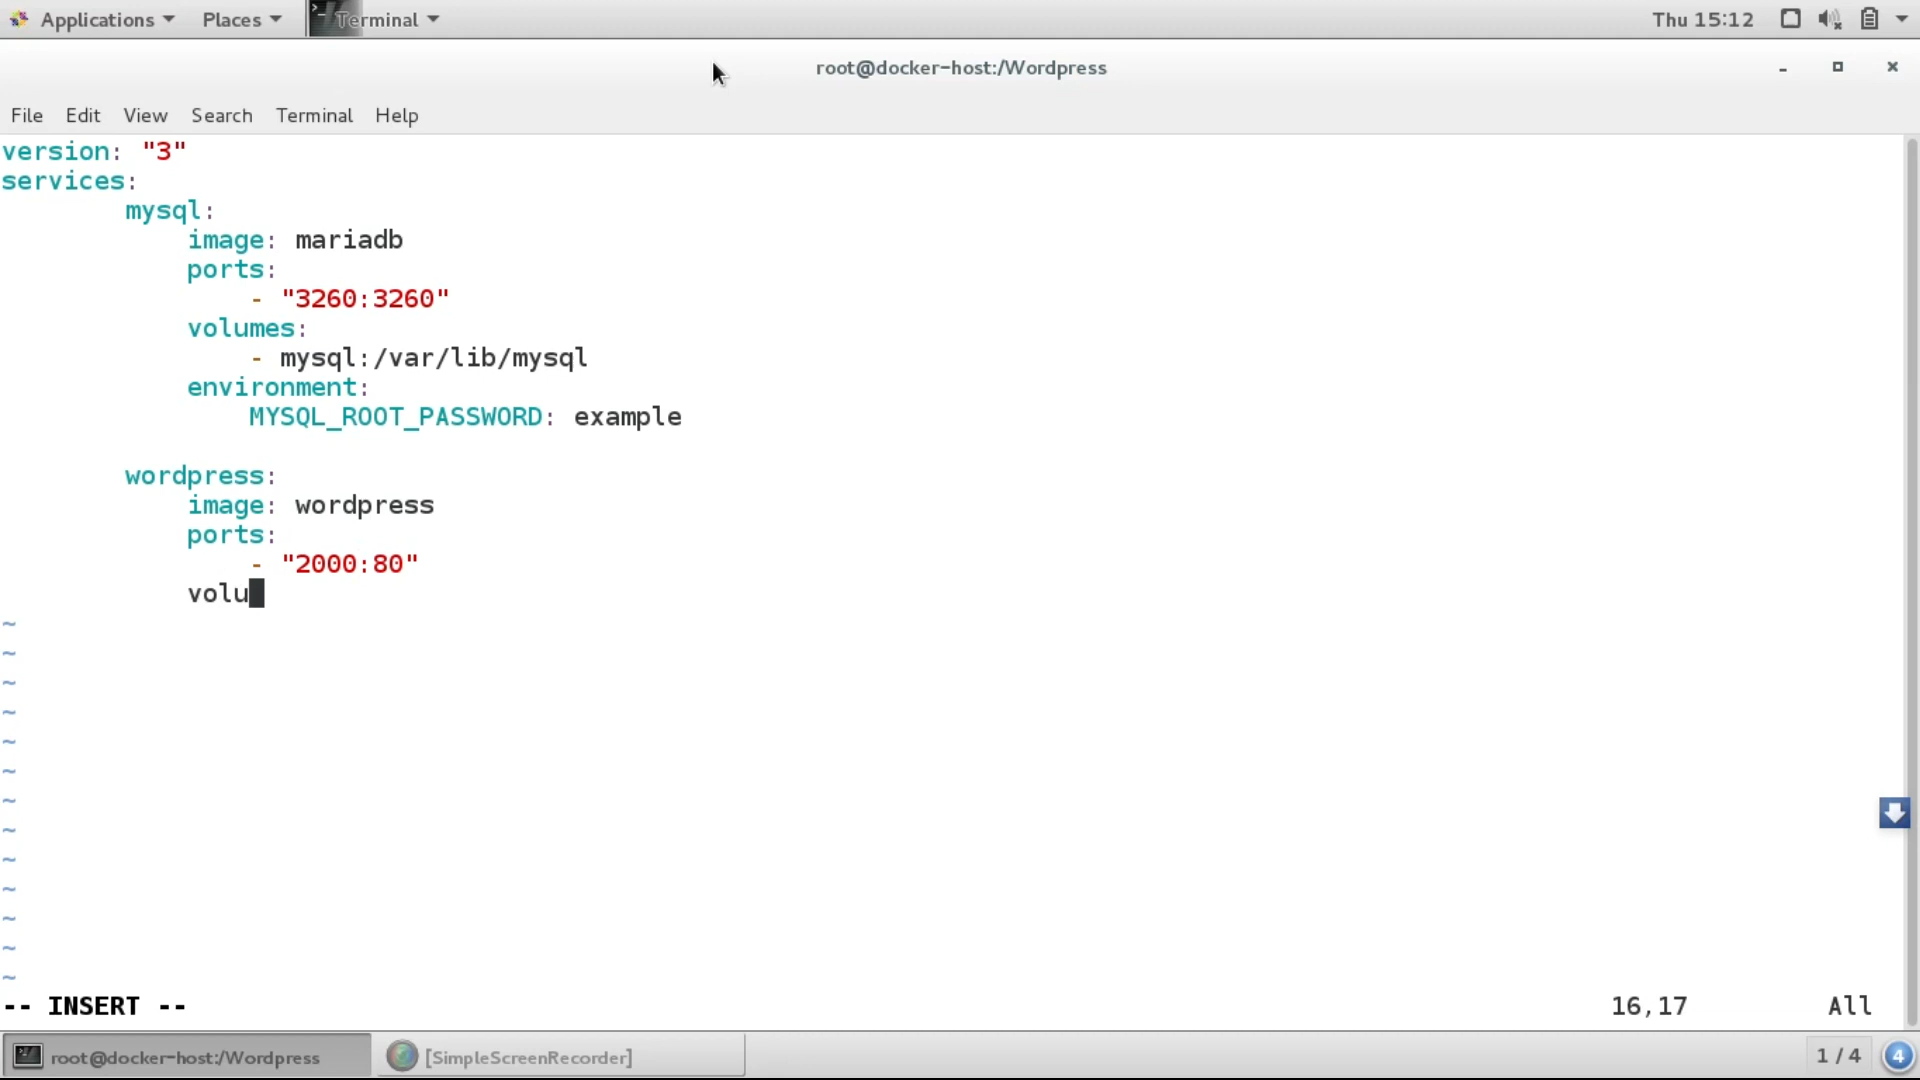 Applications Places Terminal Thu 15:12
root@docker-host:/Wordpress
File Edit View Search Terminal Help
version: "3"
services:
mysql:
image: mariadb
ports:
- "3260:3260"
volumes:
- mysql:/var/lib/mysql
environment:
MYSQL_ROOT_PASSWORD: example
wordpress:
image: wordpress
ports:
- "2000:80"
volu
~
~
~
~
~
~
~
~
~
~
~
~
~
-- INSERT -- 16,17 All
root@docker-host:/Wordpress [SimpleScreenRecorder] 1 / 4 4